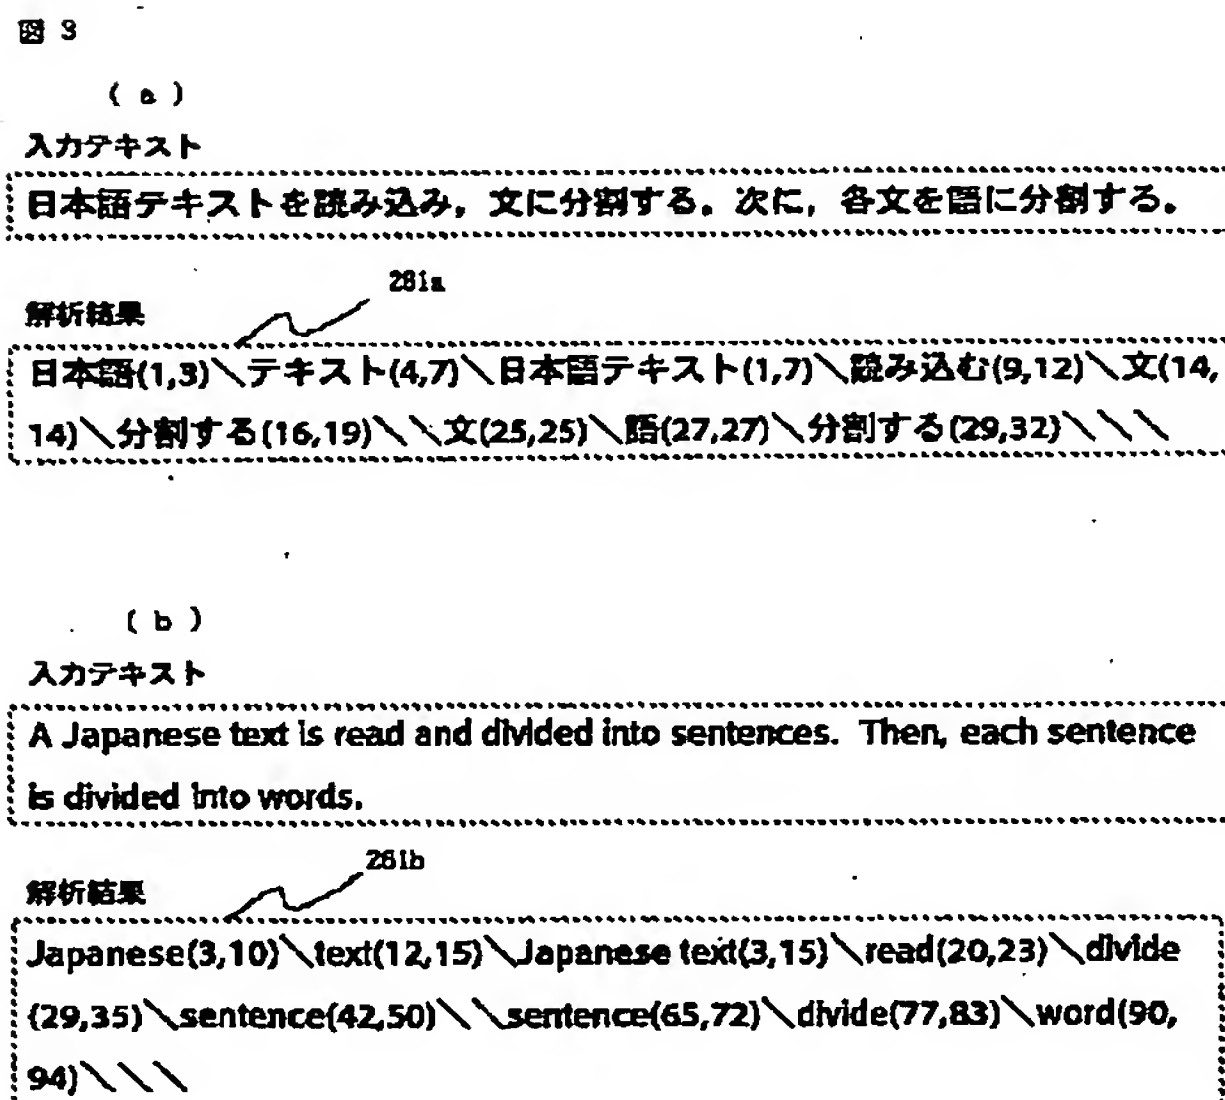 図 3
( a )
入力テキスト
日本語テキストを読み込み，文に分割する。次に，各文を語に分割する。
281a
解析結果
日本語(1,3)＼テキスト(4,7)＼日本語テキスト(1,7)＼読み込む(9,12)＼文(14,
14)＼分割する(16,19)＼＼文(25,25)＼語(27,27)＼分割する(29,32)＼＼＼
( b )
入力テキスト
A Japanese text is read and divided into sentences. Then, each sentence
is divided into words.
281b
解析結果
Japanese(3,10)＼text(12,15)＼Japanese text(3,15)＼read(20,23)＼divide
(29,35)＼sentence(42,50)＼＼sentence(65,72)＼divide(77,83)＼word(90,
94)＼＼＼